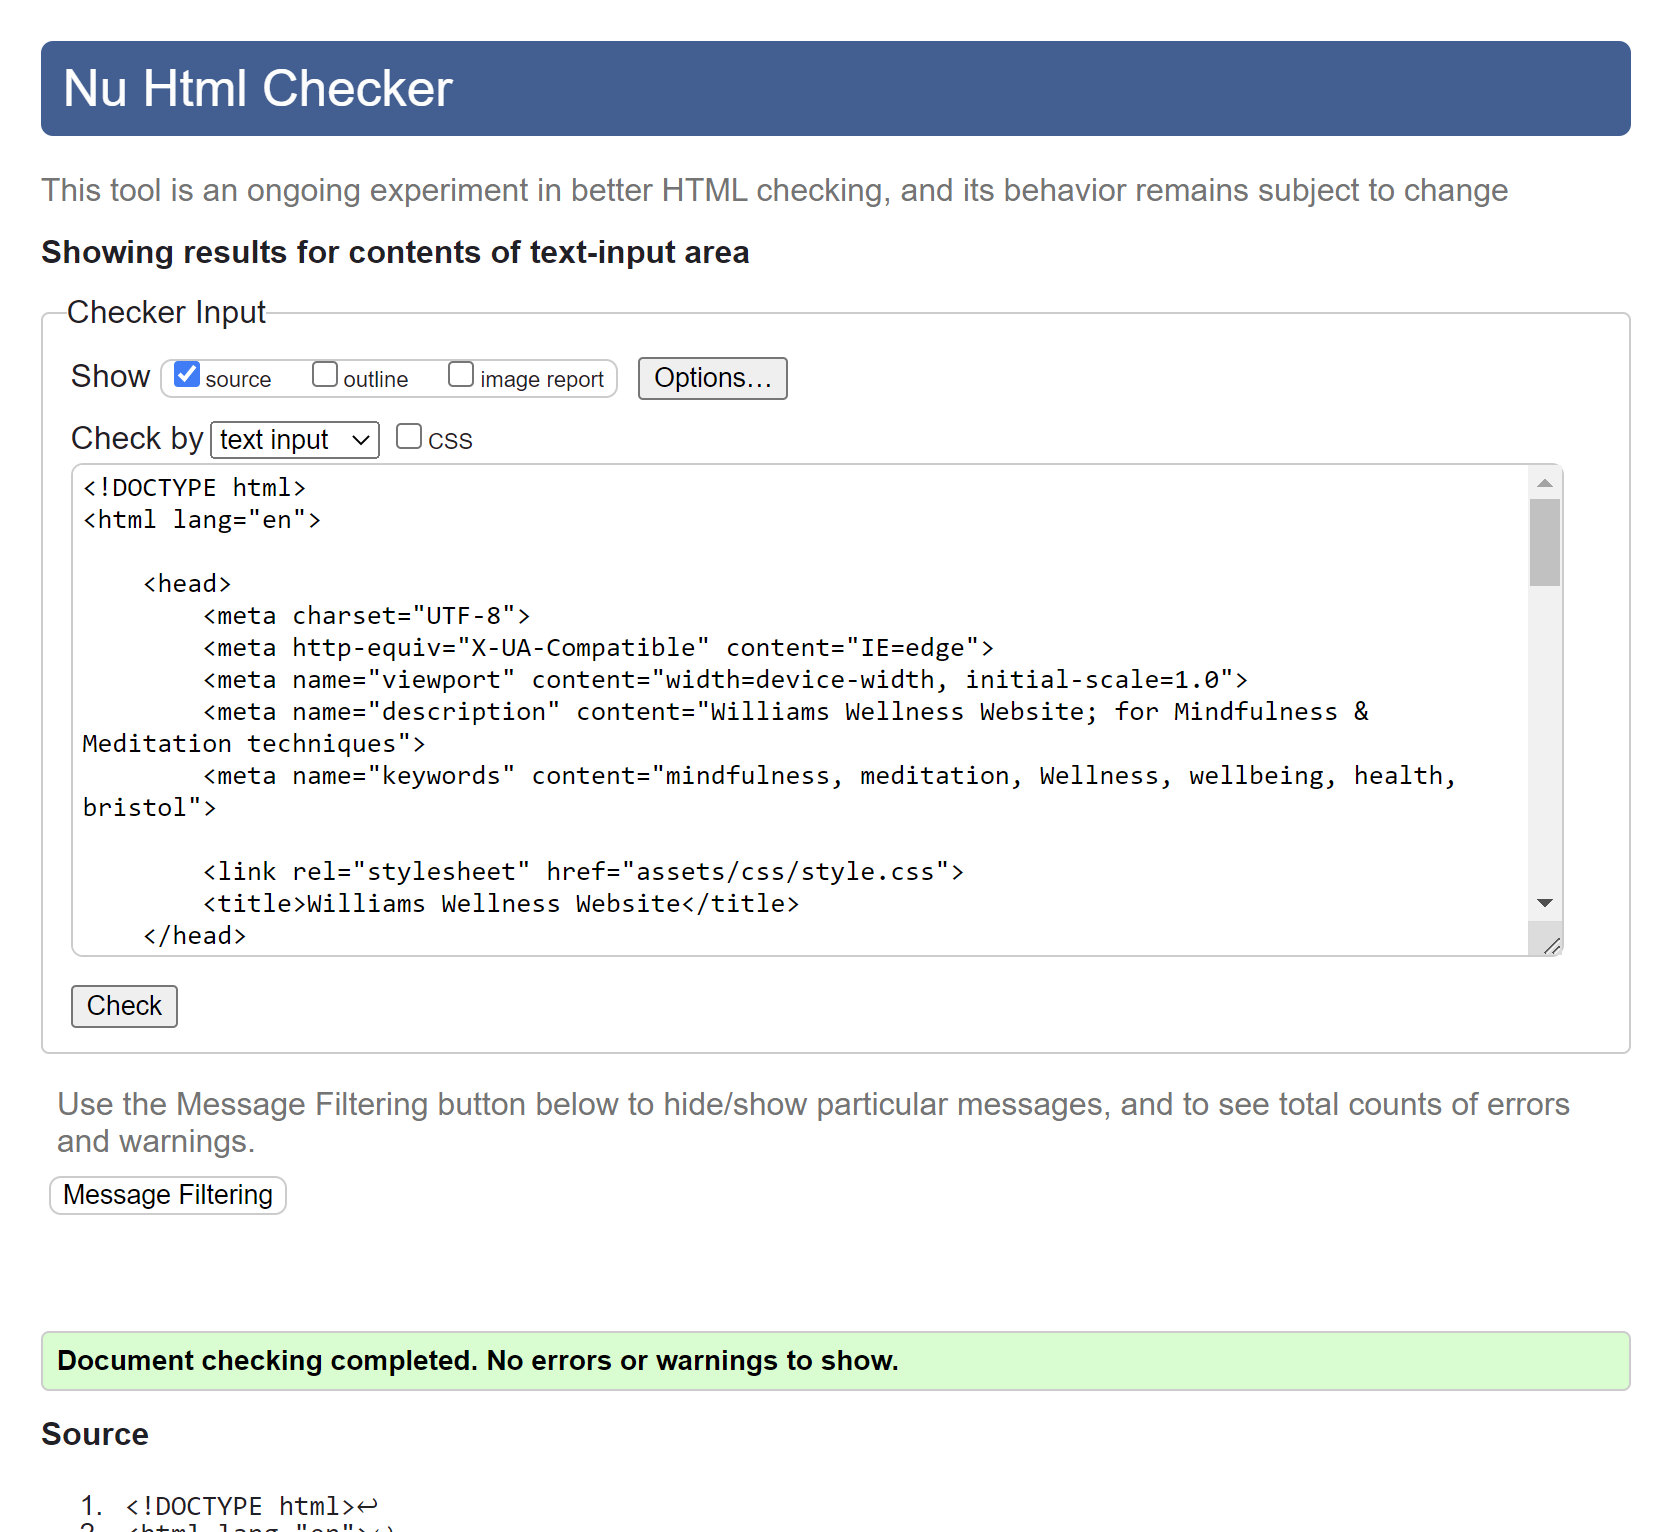 Nu Html Checker
This tool is an ongoing experiment in better HTML checking, and its behavior remains subject to change
Showing results for contents of text-input area
Checker Input
Show source outline image report Options...
Check by text input CSS
<!DOCTYPE html>
<html lang="en">
<head>
<meta charset="UTF-8">
<meta http-equiv="X-UA-Compatible" content="IE=edge">
<meta name="viewport" content="width=device-width, initial-scale=1.0">
<meta name="description" content="Williams Wellness Website; for Mindfulness &
Meditation techniques">
<meta name="keywords" content="mindfulness, meditation, Wellness, wellbeing, health,
bristol">
<link rel="stylesheet" href="assets/css/style.css">
<title>Williams Wellness Website</title>
</head>
Check
Use the Message Filtering button below to hide/show particular messages, and to see total counts of errors
and warnings.
Message Filtering
Document checking completed. No errors or warnings to show.
Source
1. <!DOCTYPE html>↩
2. <html lang="en">↩